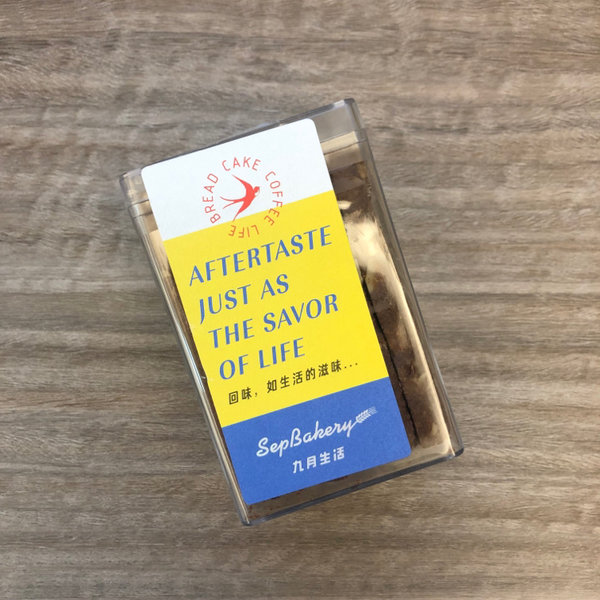 BREAD CAKE COFFEE LIFE
AFTERTASTE
JUST AS
THE SAVOR
OF LIFE
回味，如生活的滋味...
SepBakery
九月生活